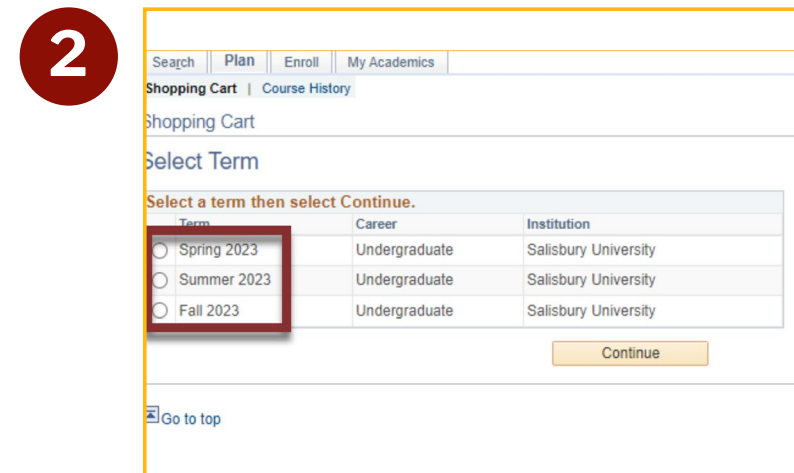 2
Search Plan Enroll My Academics
Shopping Cart | Course History
Shopping Cart
Select Term
Select a term then select Continue.
Term Career Institution
Spring 2023 Undergraduate Salisbury University
Summer 2023 Undergraduate Salisbury University
Fall 2023 Undergraduate Salisbury University
Continue
Go to top